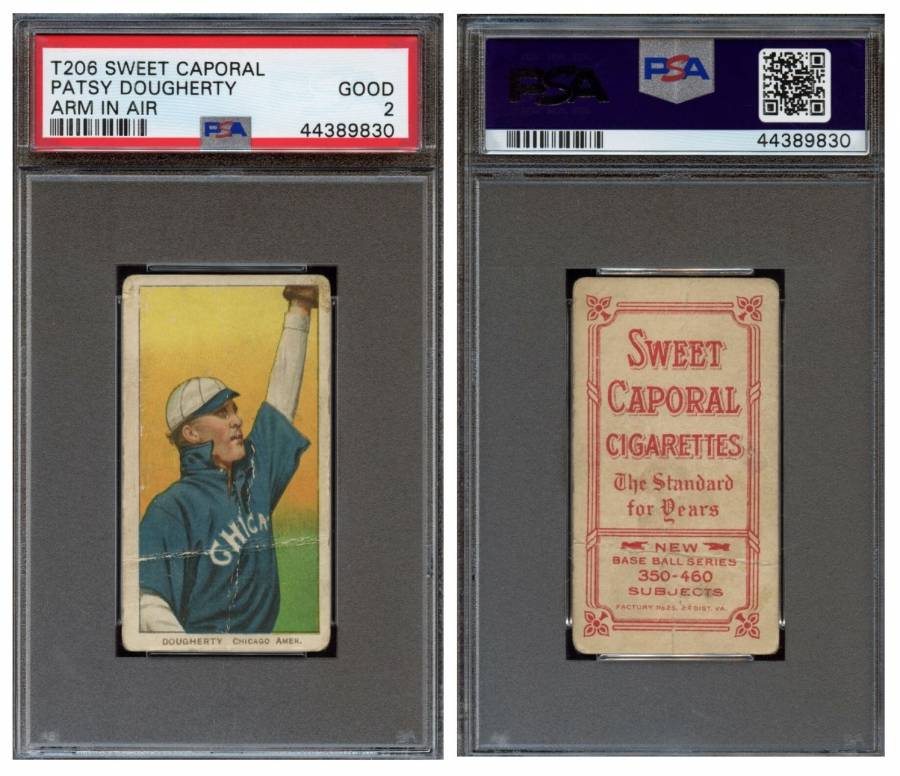 T206 SWEET CAPORAL
PATSY DOUGHERTY GOOD
ARM IN AIR 2
PSA 44389830
CHICA
DOUGHERTY CHICAGO AMER.
PSA PSA
44389830
SWEET
CAPORAL
CIGARETTES
The Standard
for Years
NEW
BASE BALL SERIES
350-460
SUBJECTS
FACTORY No 25, 2d DIST. VA.